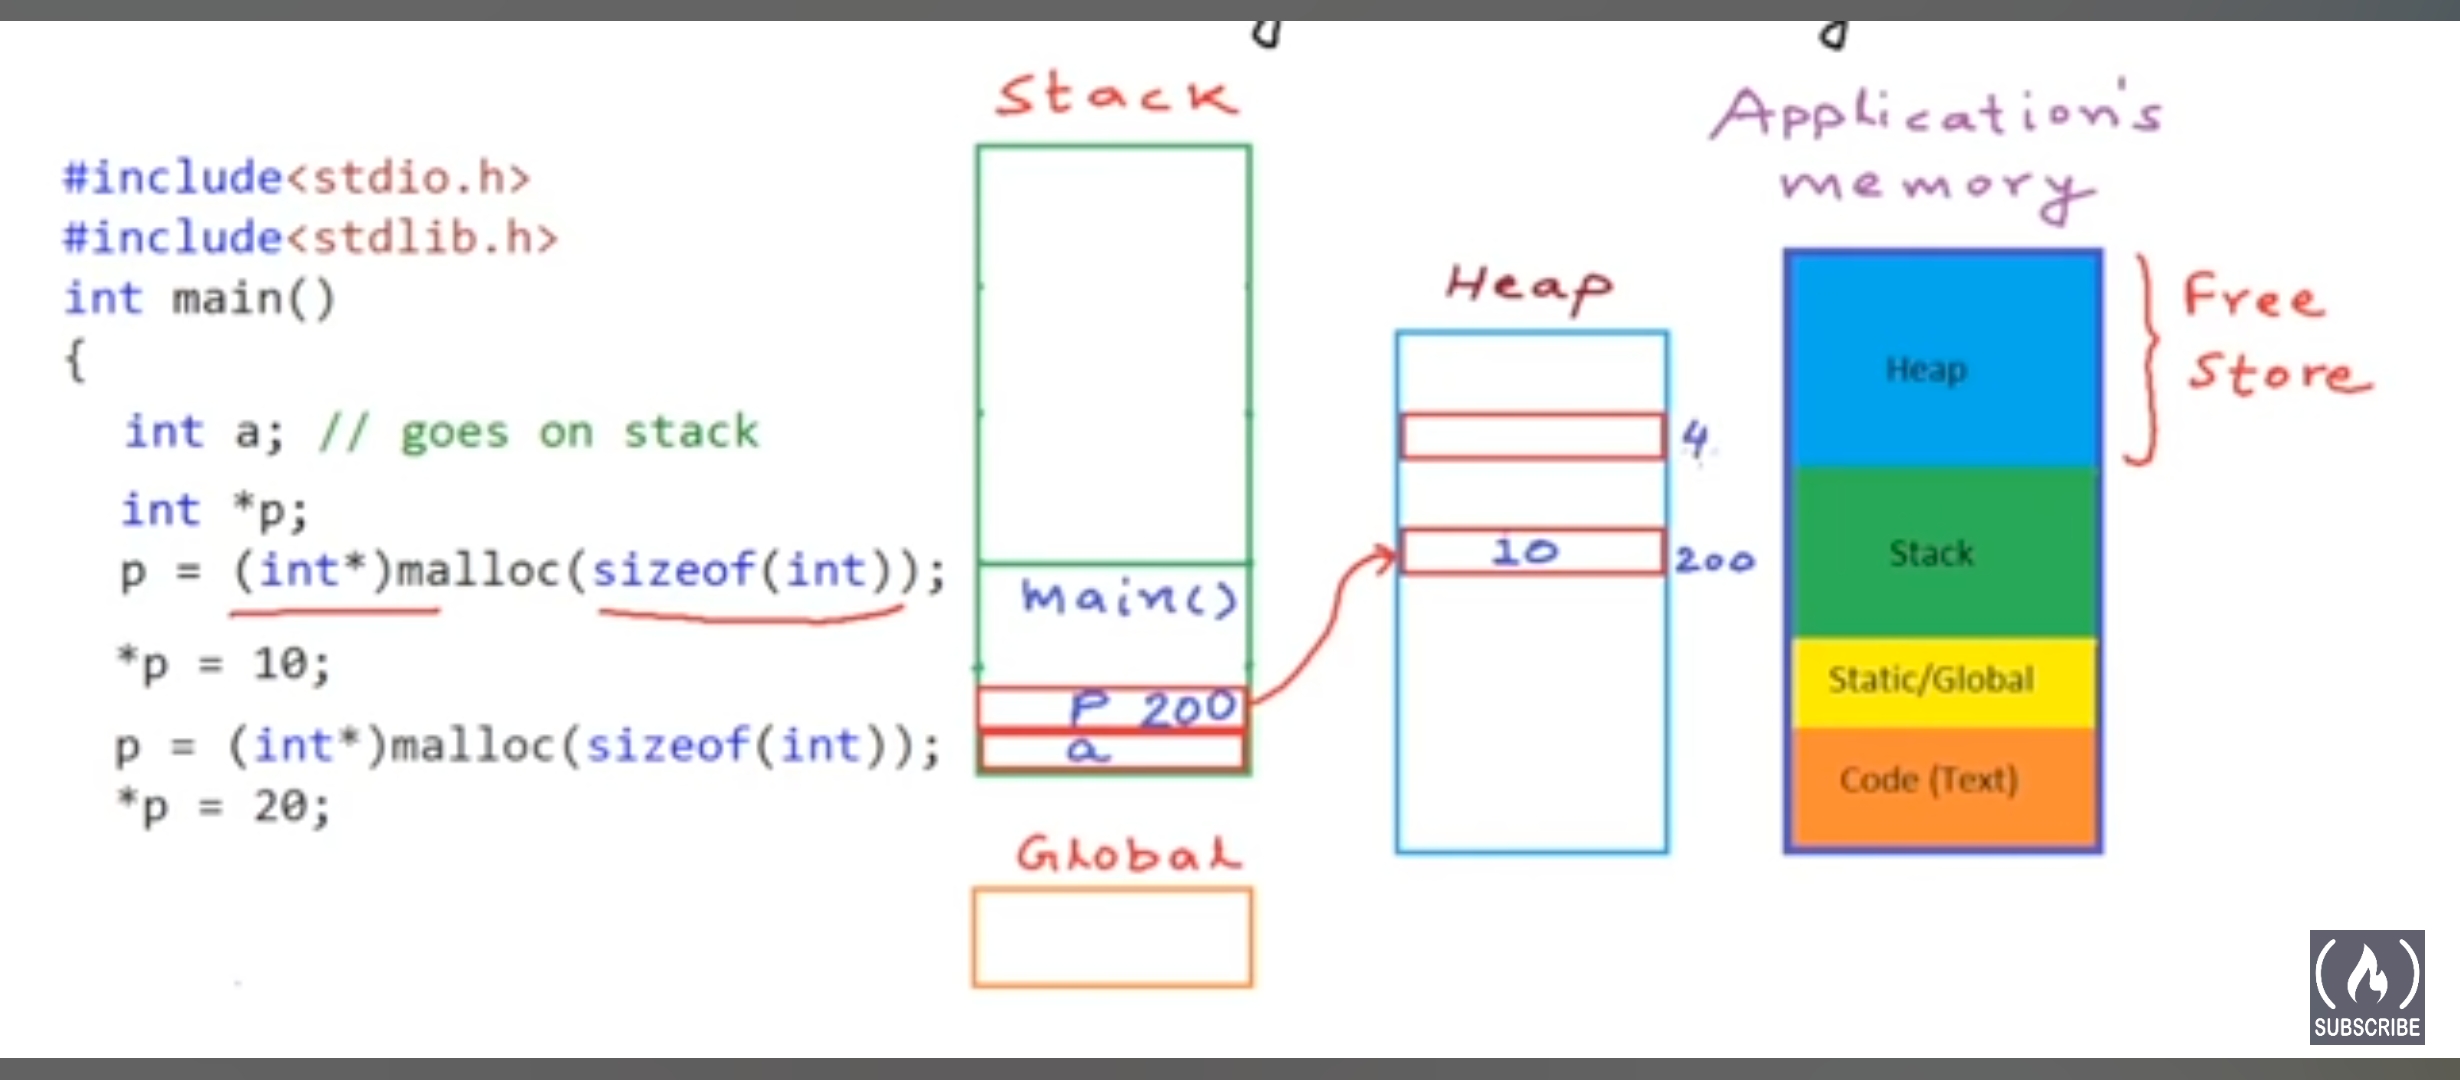 Stack
Application's
memory
#include<stdio.h>
#include<stdlib.h>
int main()
{
int a; // goes on stack
int *p;
p = (int*)malloc(sizeof(int));
*p = 10;
p = (int*)malloc(sizeof(int));
*p = 20;
main()
P 200
a
Global
Heap
4
10
200
Heap
Stack
Static/Global
Code (Text)
Free
Store
SUBSCRIBE